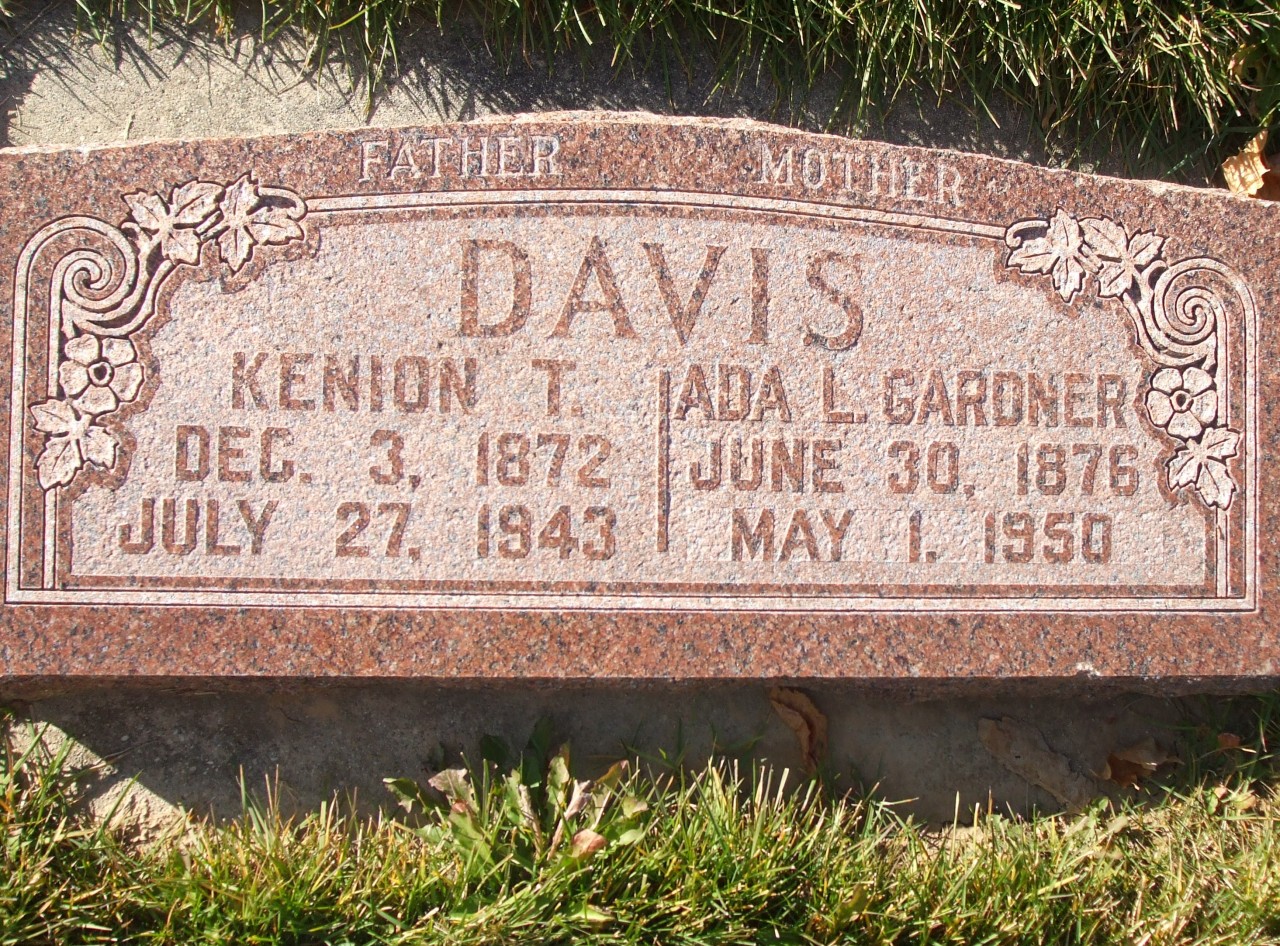 FATHER MOTHER
DAVIS
KENION T. ADA L. GARDNER
DEC. 3, 1872 JUNE 30, 1876
JULY 27, 1943 MAY 1. 1950